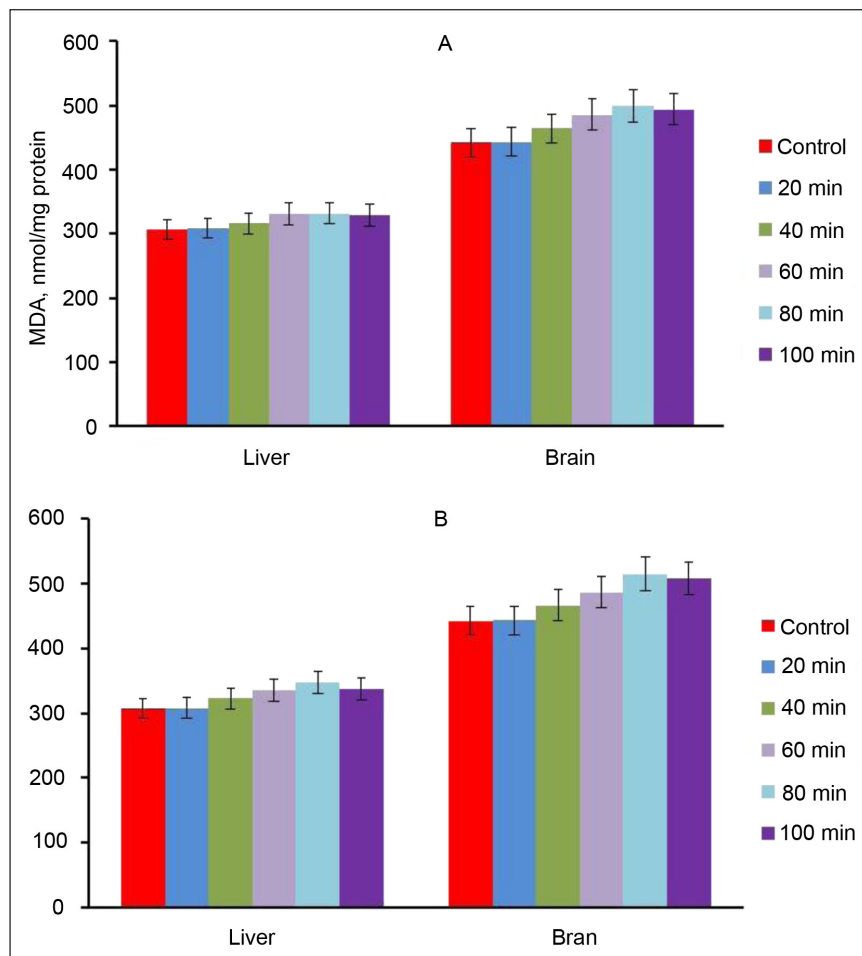 A
MDA, nmol/mg protein
600
500
400
300
200
100
0
Liver
Brain
Control
20 min
40 min
60 min
80 min
100 min
B
600
500
400
300
200
100
0
Liver
Bran
Control
20 min
40 min
60 min
80 min
100 min